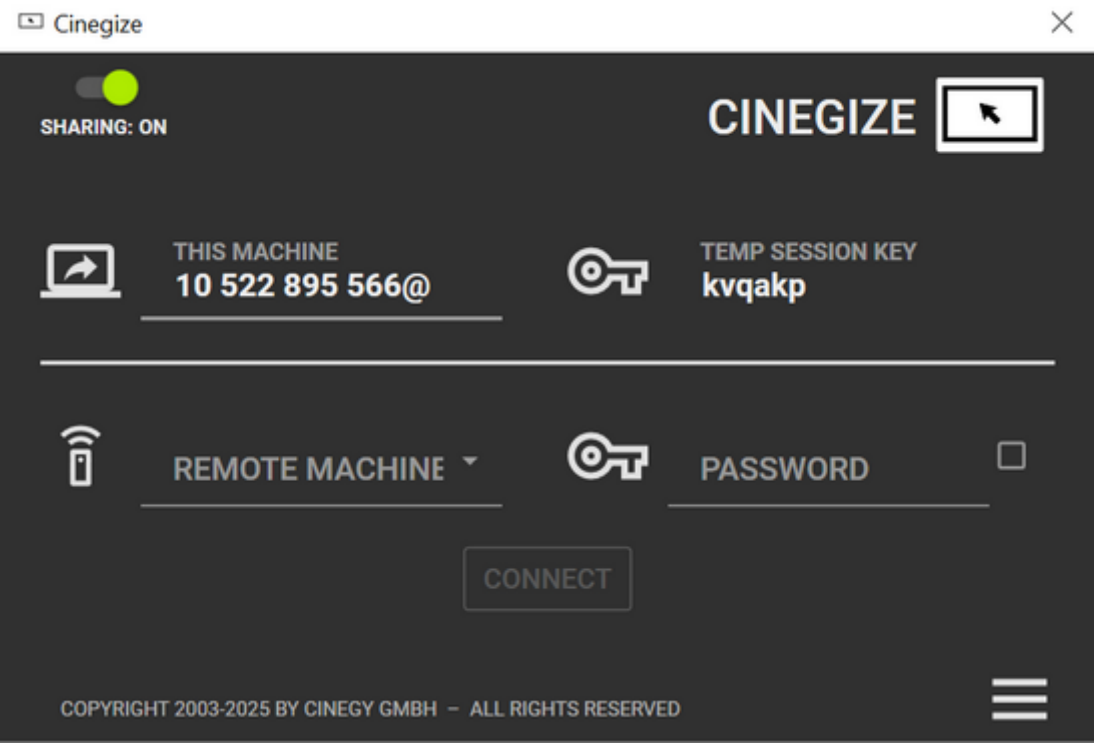 Cinegize
SHARING: ON
CINEGIZE
THIS MACHINE
10 522 895 566@
TEMP SESSION KEY
kvqakp
REMOTE MACHINE
PASSWORD
CONNECT
COPYRIGHT 2003-2025 BY CINEGY GMBH – ALL RIGHTS RESERVED